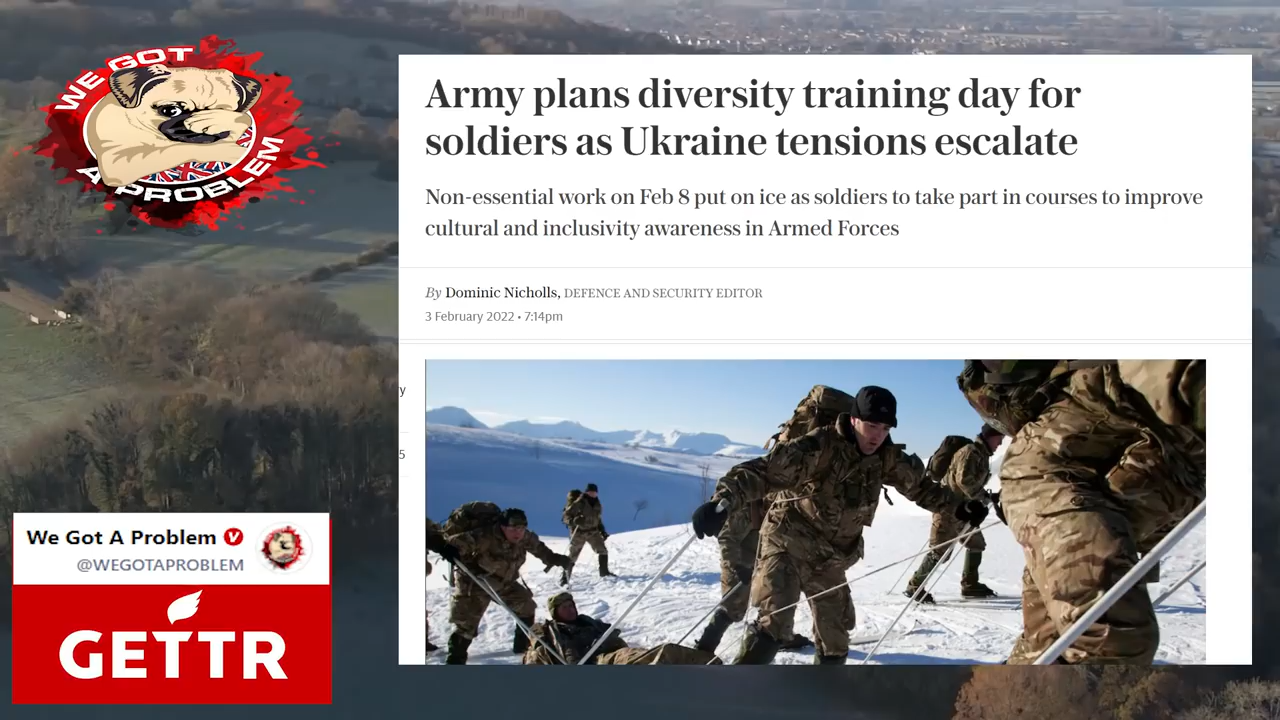 WE GOT
A PROBLEM
Army plans diversity training day for
soldiers as Ukraine tensions escalate
Non-essential work on Feb 8 put on ice as soldiers to take part in courses to improve
cultural and inclusivity awareness in Armed Forces
By Dominic Nicholls, DEFENCE AND SECURITY EDITOR
3 February 2022 • 7:14pm
y
5
We Got A Problem V
@WEGOTAPROBLEM
GETTR